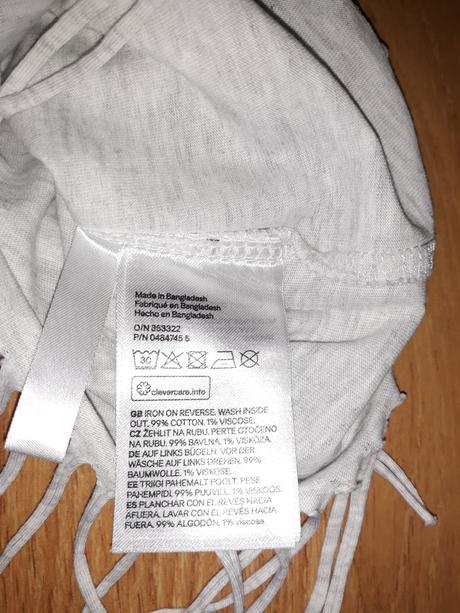 Made in Bangladesh
Fabriqué en Bangladesh
Hecho en Bangladesh
O/N 353322
P/N 0484745 5
30
clevercare.info
GB IRON ON REVERSE. WASH INSIDE
OUT. 99% COTTON. 1% VISCOSE.
CZ ŽEHLIT NA RUBU. PERTE OTOČENO
NA RUBU. 99% BAVLNA. 1% VISKÓZA.
DE AUF LINKS BÜGELN. VOR DER
WÄSCHE AUF LINKS DREHEN. 99%
BAUMWOLLE. 1% VISKOSE.
EE TRIIGI PAHEMALT POOLT. PESE
PAHEMPIDI. 99% PUUVILL. 1% VISKOOS.
ES PLANCHAR CON EL REVÉS HACIA
AFUERA. LAVAR CON EL REVÉS HACIA
FUERA. 99% ALGODÓN. 1% viscosa.